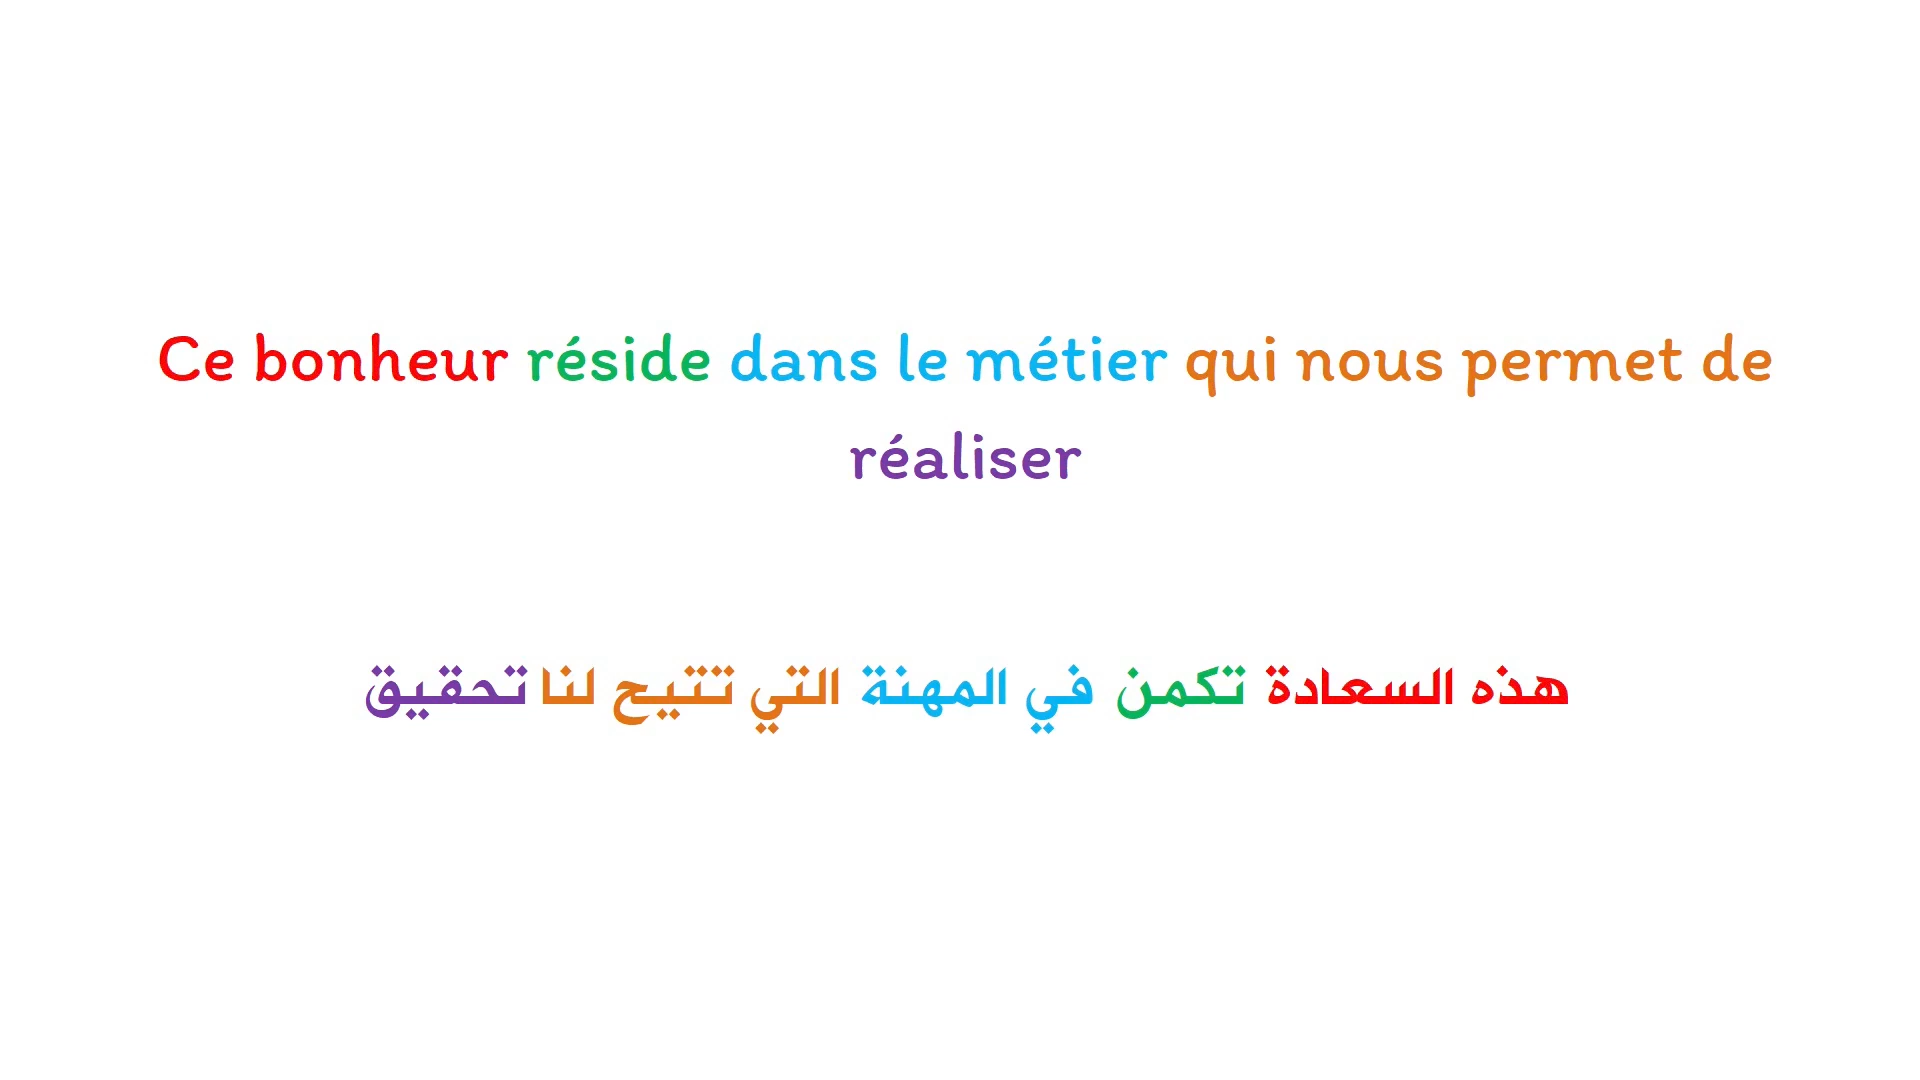 Ce bonheur réside dans le métier qui nous permet de
réaliser
هذه السعادة تكمن في المهنة التي تتيح لنا تحقيق